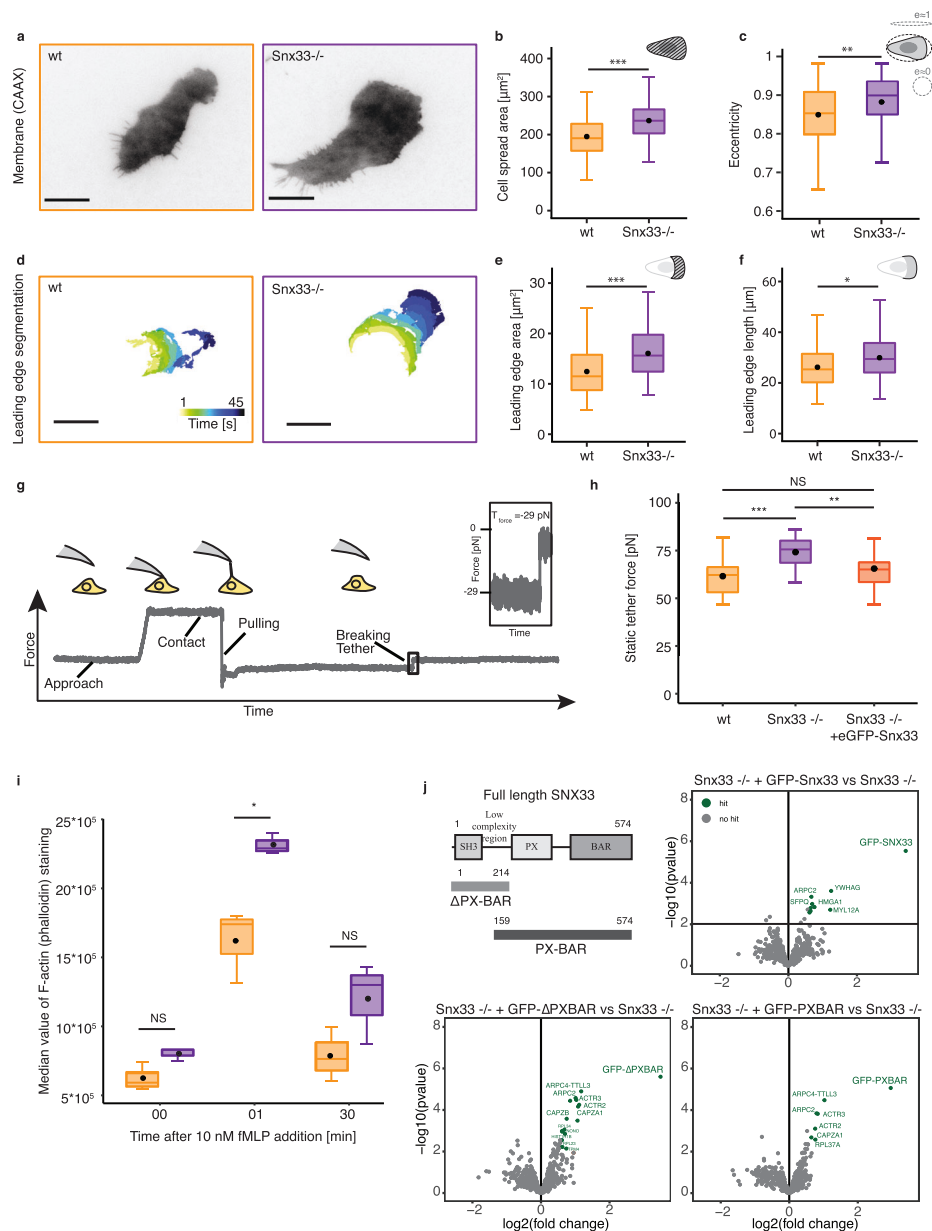 a
wt
Snx33-/-
Membrane (CAAX)
b
***
Cell spread area [µm²]
400
300
200
100
0
wt
Snx33-/-
c
e≈1
e≈0
**
Eccentricity
1
0.9
0.8
0.7
0.6
wt
Snx33-/-
d
wt
Snx33-/-
Leading edge segmentation
1 45
Time [s]
e
***
Leading edge area [µm²]
30
20
10
0
wt
Snx33-/-
f
*
Leading edge length [µm]
60
40
20
0
wt
Snx33-/-
g
Force
Approach
Contact
Pulling
Breaking
Tether
Time
T force =-29 pN
Force [pN]
0
-29
Time
h
NS
***
**
Static tether force [pN]
100
75
50
25
0
wt
Snx33 -/-
Snx33 -/-
+eGFP-Snx33
i
Median value of F-actin (phalloidin) staining
25*10⁵
20*10⁵
15*10⁵
10*10⁵
5*10⁵
NS
*
NS
00
01
30
Time after 10 nM fMLP addition [min]
j
Full length SNX33
Low
complexity
region
1 574
SH3 PX BAR
1 214
ΔPX-BAR
159 574
PX-BAR
Snx33 -/- + GFP-Snx33 vs Snx33 -/-
hit
no hit
GFP-SNX33
YWHAG
ARPC2
SFPQ
HMGA1
MYL12A
−log10(pvalue)
8
6
4
2
0
−2 0 2
Snx33 -/- + GFP-ΔPXBAR vs Snx33 -/-
GFP-ΔPXBAR
ARPC4-TTLL3
ARPC2
ACTR3
ACTR2
CAPZB
CAPZA1
−log10(pvalue)
8
6
4
2
0
−2 0 2
log2(fold change)
Snx33 -/- + GFP-PXBAR vs Snx33 -/-
GFP-PXBAR
ARPC4-TTLL3
ARPC2
ACTR3
ACTR2
CAPZA1
RPL37A
8
6
4
2
0
−2 0 2
log2(fold change)